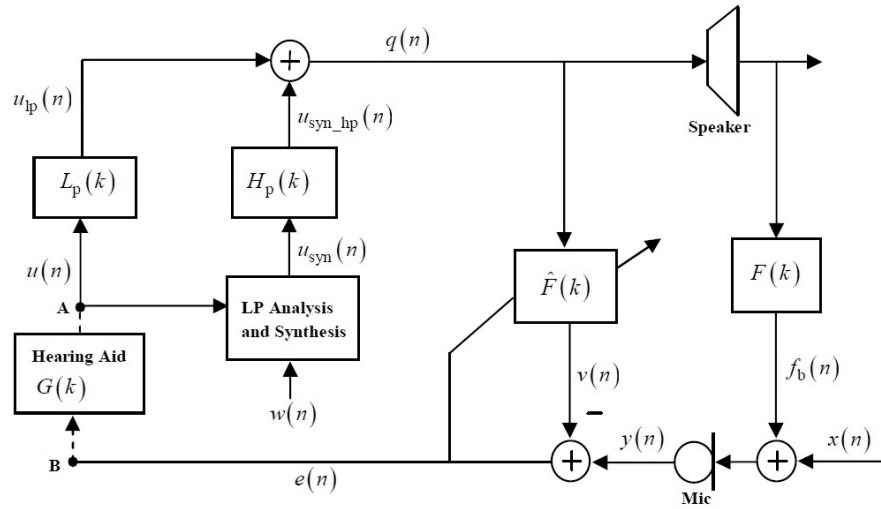 q(n)
u_lp(n)
u_syn_hp(n)
Speaker
L_p(k)
H_p(k)
u(n)
u_syn(n)
F̂(k)
F(k)
A
LP Analysis
and Synthesis
Hearing Aid
G(k)
v(n)
f_b(n)
w(n)
−
y(n)
x(n)
B
e(n)
Mic
+
+
+